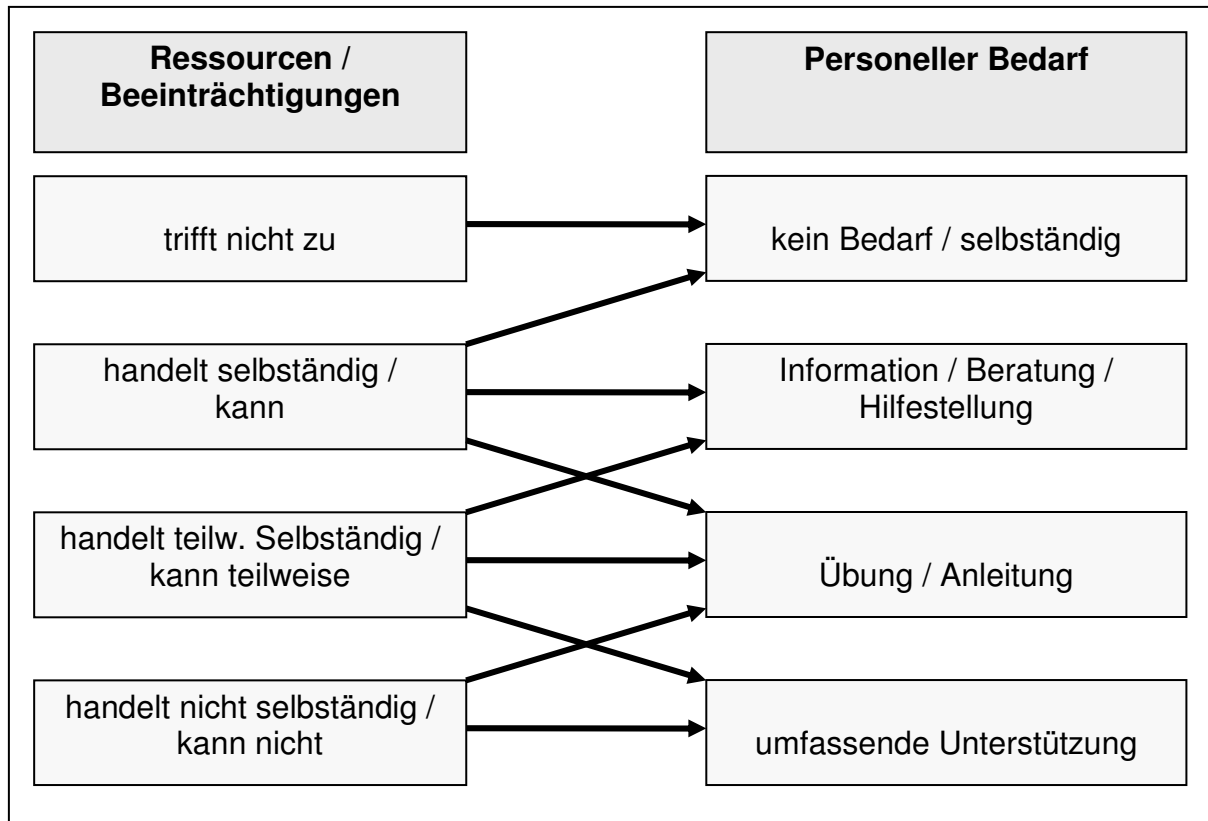 Ressourcen /
Beeinträchtigungen
Personeller Bedarf
trifft nicht zu
kein Bedarf / selbständig
handelt selbständig /
kann
Information / Beratung /
Hilfestellung
handelt teilw. Selbständig /
kann teilweise
Übung / Anleitung
handelt nicht selbständig /
kann nicht
umfassende Unterstützung